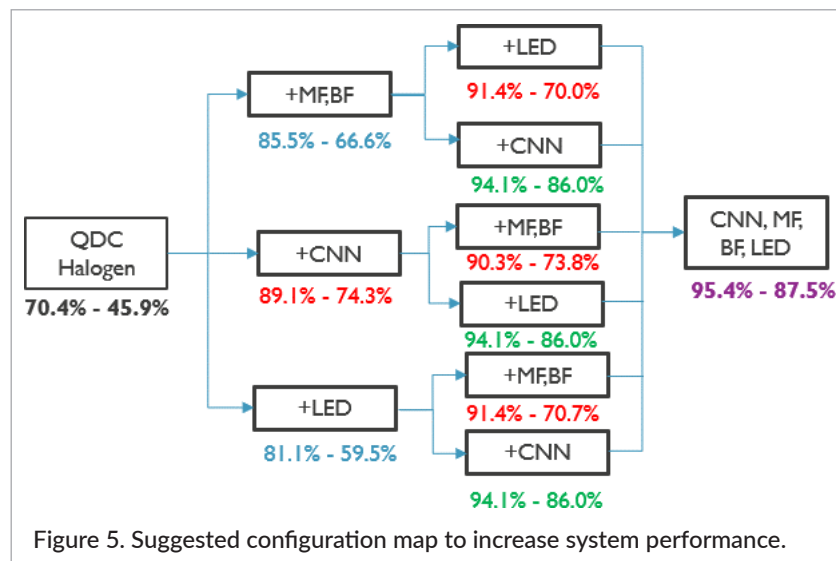 +LED
91.4% - 70.0%
+MF,BF
85.5% - 66.6%
+CNN
94.1% - 86.0%
QDC
Halogen
70.4% - 45.9%
+CNN
89.1% - 74.3%
+MF,BF
90.3% - 73.8%
+LED
94.1% - 86.0%
CNN, MF,
BF, LED
95.4% - 87.5%
+LED
81.1% - 59.5%
+MF,BF
91.4% - 70.7%
+CNN
94.1% - 86.0%
Figure 5. Suggested configuration map to increase system performance.